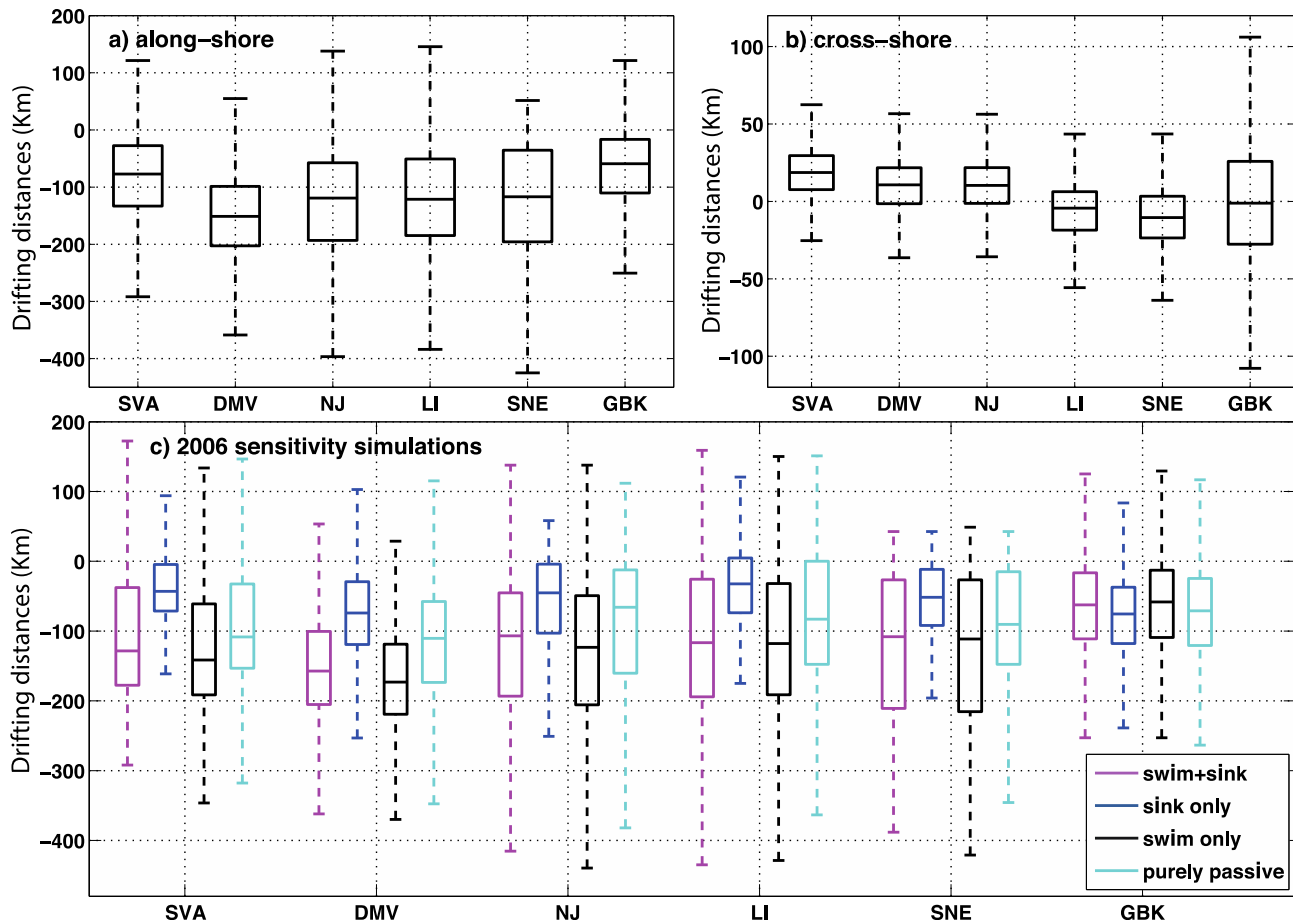 a) along-shore
Drifting distances (Km)
200
100
0
-100
-200
-300
-400
SVA DMV NJ LI SNE GBK
b) cross-shore
Drifting distances (Km)
100
50
0
-50
-100
SVA DMV NJ LI SNE GBK
c) 2006 sensitivity simulations
Drifting distances (Km)
200
100
0
-100
-200
-300
-400
SVA DMV NJ LI SNE GBK
swim+sink
sink only
swim only
purely passive